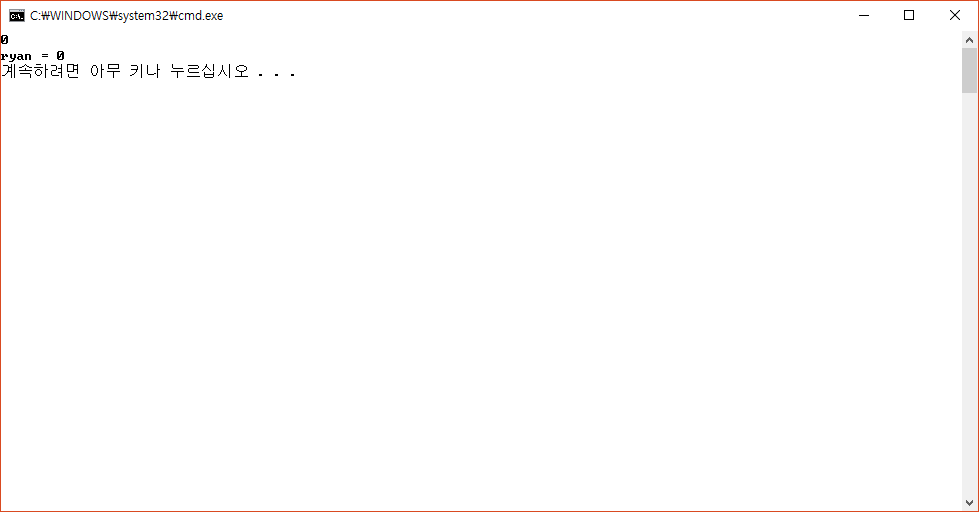 C:₩WINDOWS₩system32₩cmd.exe
0
ryan = 0
계속하려면 아무 키나 누르십시오 . . .